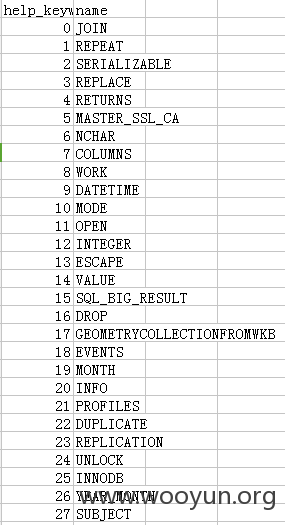 help_keyw name
0 JOIN
1 REPEAT
2 SERIALIZABLE
3 REPLACE
4 RETURNS
5 MASTER_SSL_CA
6 NCHAR
7 COLUMNS
8 WORK
9 DATETIME
10 MODE
11 OPEN
12 INTEGER
13 ESCAPE
14 VALUE
15 SQL_BIG_RESULT
16 DROP
17 GEOMETRYCOLLECTIONFROMWKB
18 EVENTS
19 MONTH
20 INFO
21 PROFILES
22 DUPLICATE
23 REPLICATION
24 UNLOCK
25 INNODB
26 YEAR_MONTH
www.wooyun.org
27 SUBJECT